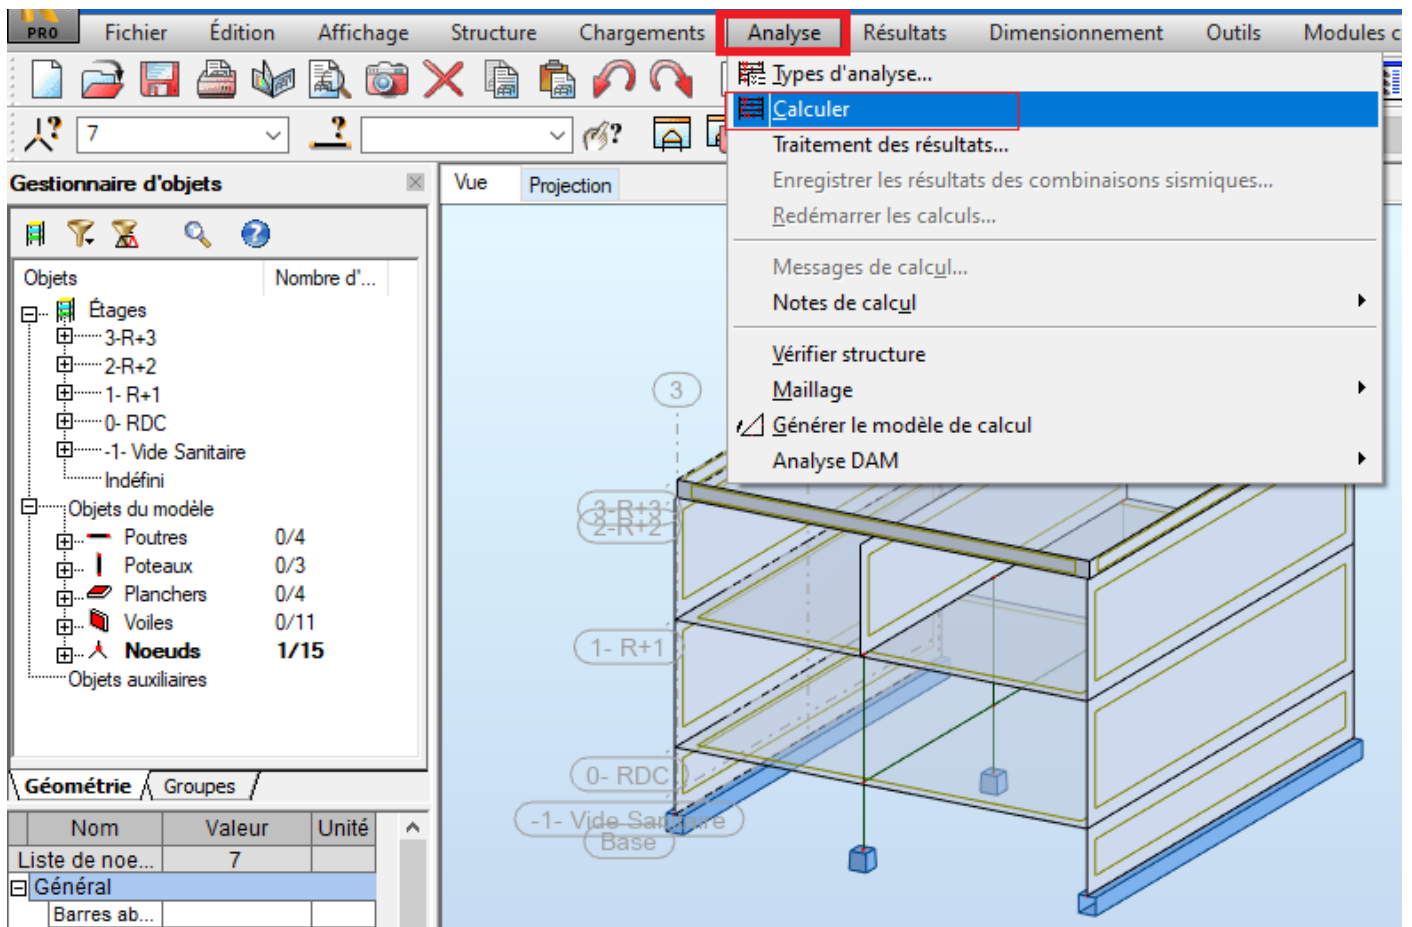 PRO
Fichier Édition Affichage Structure Chargements Analyse Résultats Dimensionnement Outils Modules c
Types d'analyse...
Calculer
Traitement des résultats...
Enregistrer les résultats des combinaisons sismiques...
Redémarrer les calculs...
Messages de calcul...
Notes de calcul
Vérifier structure
Maillage
Générer le modèle de calcul
Analyse DAM
7
Gestionnaire d'objets
Objets Nombre d'...
Étages
3-R+3
2-R+2
1- R+1
0- RDC
-1- Vide Sanitaire
Indéfini
Objets du modèle
Poutres 0/4
Poteaux 0/3
Planchers 0/4
Voiles 0/11
Noeuds 1/15
Objets auxiliaires
Géométrie Groupes
Nom Valeur Unité
Liste de noe... 7
Général
Barres ab...
Vue Projection
3
3-R+3
2-R+2
1- R+1
0- RDC
-1- Vide Sanitaire
Base